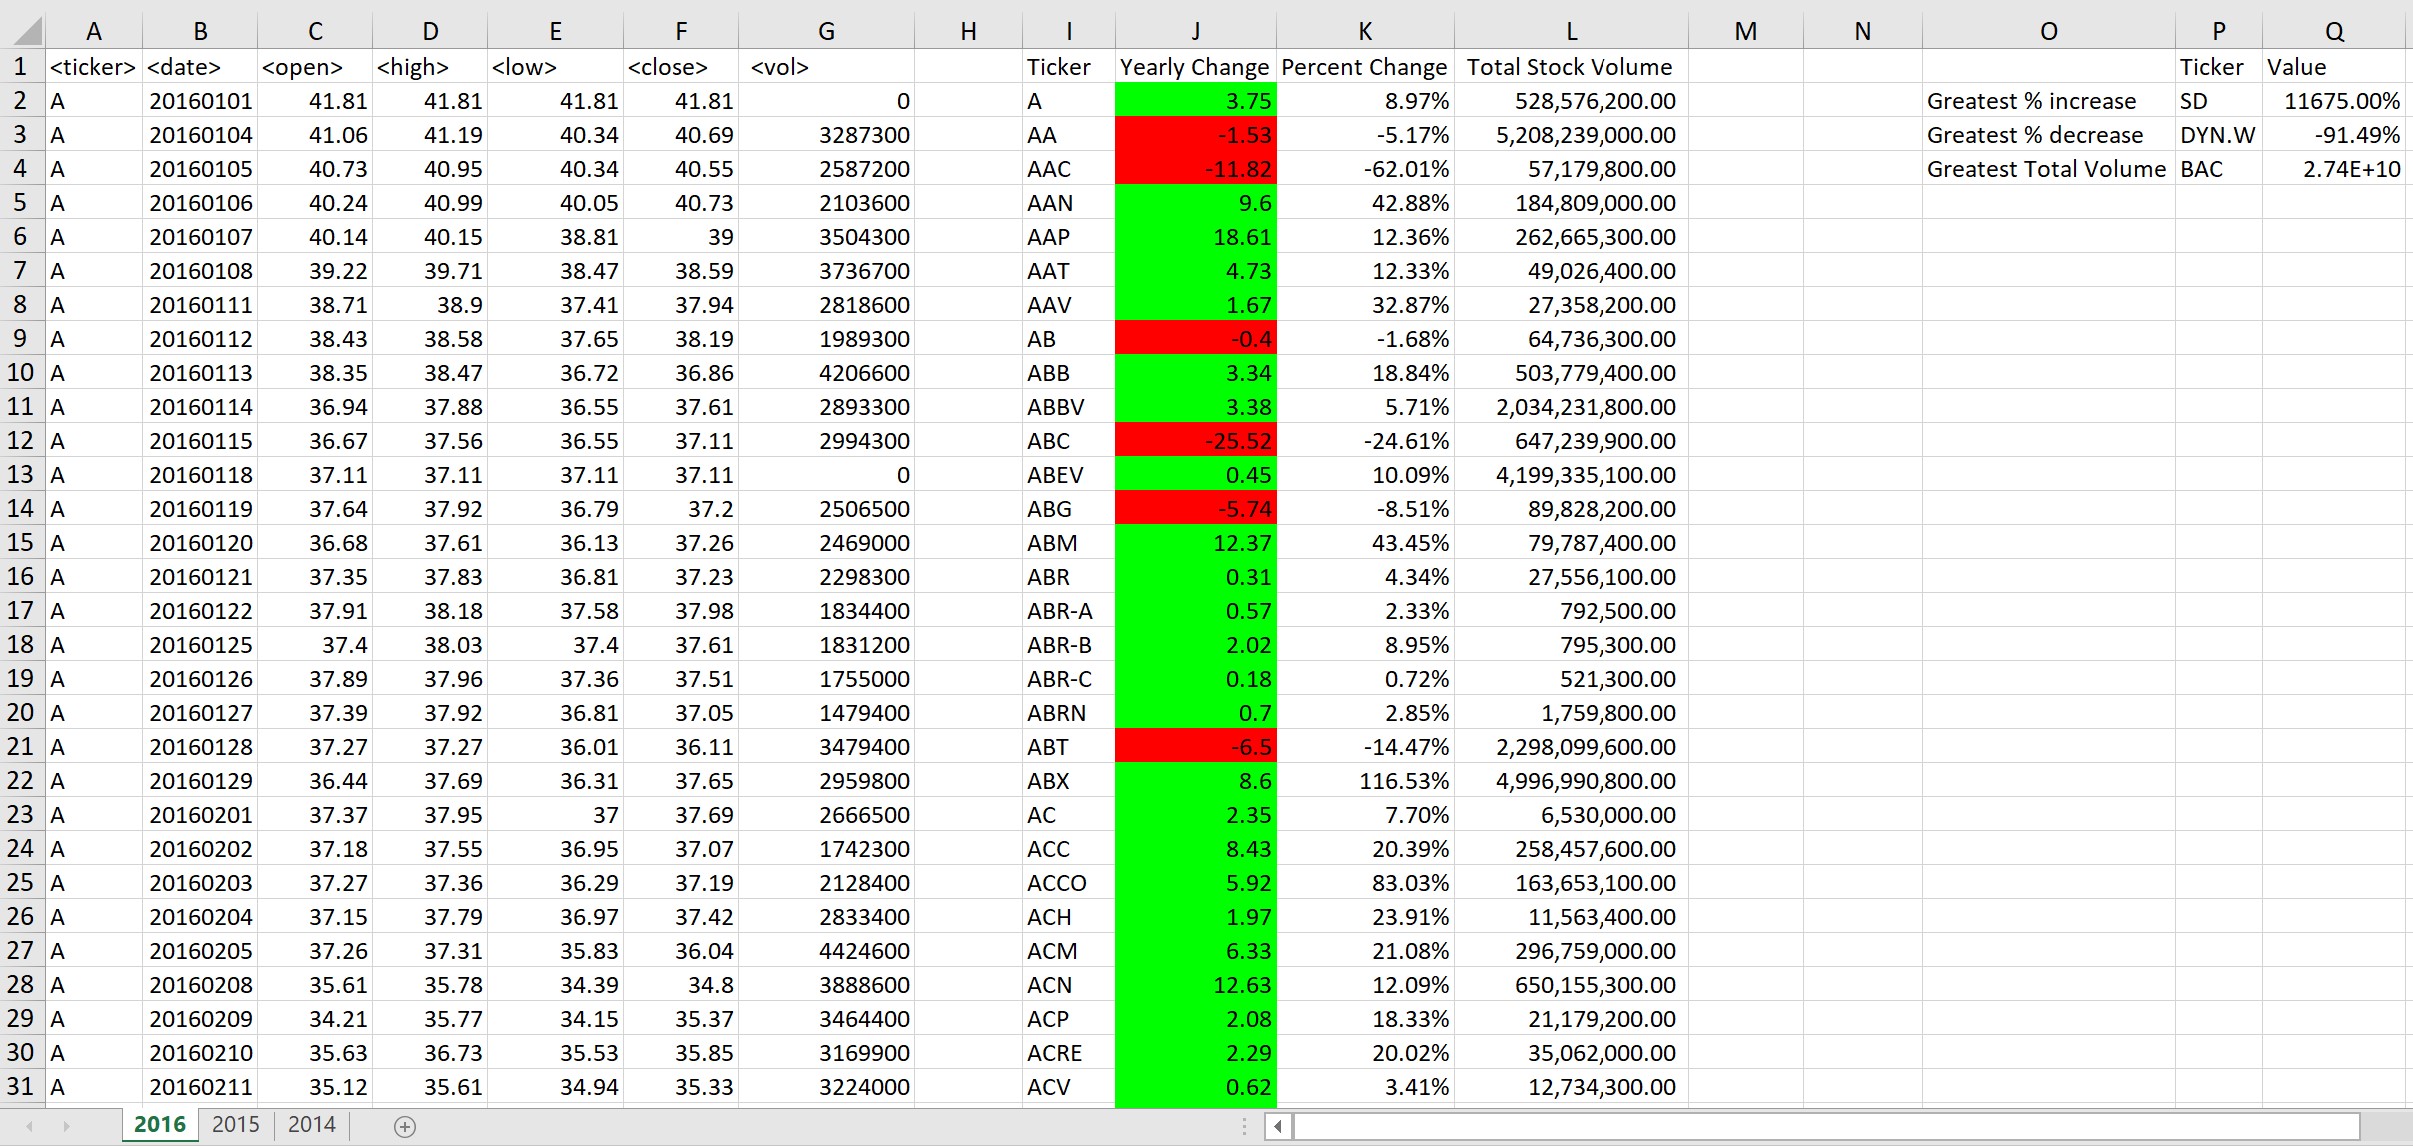 A B C D E F G H I J K L M N O P Q
1 <ticker> <date> <open> <high> <low> <close> <vol> Ticker Yearly Change Percent Change Total Stock Volume Ticker Value
2 A 20160101 41.81 41.81 41.81 41.81 0 A 3.75 8.97% 528,576,200.00 Greatest % increase SD 11675.00%
3 A 20160104 41.06 41.19 40.34 40.69 3287300 AA -1.53 -5.17% 5,208,239,000.00 Greatest % decrease DYN.W -91.49%
4 A 20160105 40.73 40.95 40.34 40.55 2587200 AAC -11.82 -62.01% 57,179,800.00 Greatest Total Volume BAC 2.74E+10
5 A 20160106 40.24 40.99 40.05 40.73 2103600 AAN 9.6 42.88% 184,809,000.00
6 A 20160107 40.14 40.15 38.81 39 3504300 AAP 18.61 12.36% 262,665,300.00
7 A 20160108 39.22 39.71 38.47 38.59 3736700 AAT 4.73 12.33% 49,026,400.00
8 A 20160111 38.71 38.9 37.41 37.94 2818600 AAV 1.67 32.87% 27,358,200.00
9 A 20160112 38.43 38.58 37.65 38.19 1989300 AB -0.4 -1.68% 64,736,300.00
10 A 20160113 38.35 38.47 36.72 36.86 4206600 ABB 3.34 18.84% 503,779,400.00
11 A 20160114 36.94 37.88 36.55 37.61 2893300 ABBV 3.38 5.71% 2,034,231,800.00
12 A 20160115 36.67 37.56 36.55 37.11 2994300 ABC -25.52 -24.61% 647,239,900.00
13 A 20160118 37.11 37.11 37.11 37.11 0 ABEV 0.45 10.09% 4,199,335,100.00
14 A 20160119 37.64 37.92 36.79 37.2 2506500 ABG -5.74 -8.51% 89,828,200.00
15 A 20160120 36.68 37.61 36.13 37.26 2469000 ABM 12.37 43.45% 79,787,400.00
16 A 20160121 37.35 37.83 36.81 37.23 2298300 ABR 0.31 4.34% 27,556,100.00
17 A 20160122 37.91 38.18 37.58 37.98 1834400 ABR-A 0.57 2.33% 792,500.00
18 A 20160125 37.4 38.03 37.4 37.61 1831200 ABR-B 2.02 8.95% 795,300.00
19 A 20160126 37.89 37.96 37.36 37.51 1755000 ABR-C 0.18 0.72% 521,300.00
20 A 20160127 37.39 37.92 36.81 37.05 1479400 ABRN 0.7 2.85% 1,759,800.00
21 A 20160128 37.27 37.27 36.01 36.11 3479400 ABT -6.5 -14.47% 2,298,099,600.00
22 A 20160129 36.44 37.69 36.31 37.65 2959800 ABX 8.6 116.53% 4,996,990,800.00
23 A 20160201 37.37 37.95 37 37.69 2666500 AC 2.35 7.70% 6,530,000.00
24 A 20160202 37.18 37.55 36.95 37.07 1742300 ACC 8.43 20.39% 258,457,600.00
25 A 20160203 37.27 37.36 36.29 37.19 2128400 ACCO 5.92 83.03% 163,653,100.00
26 A 20160204 37.15 37.79 36.97 37.42 2833400 ACH 1.97 23.91% 11,563,400.00
27 A 20160205 37.26 37.31 35.83 36.04 4424600 ACM 6.33 21.08% 296,759,000.00
28 A 20160208 35.61 35.78 34.39 34.8 3888600 ACN 12.63 12.09% 650,155,300.00
29 A 20160209 34.21 35.77 34.15 35.37 3464400 ACP 2.08 18.33% 21,179,200.00
30 A 20160210 35.63 36.73 35.53 35.85 3169900 ACRE 2.29 20.02% 35,062,000.00
31 A 20160211 35.12 35.61 34.94 35.33 3224000 ACV 0.62 3.41% 12,734,300.00
2016 2015 2014